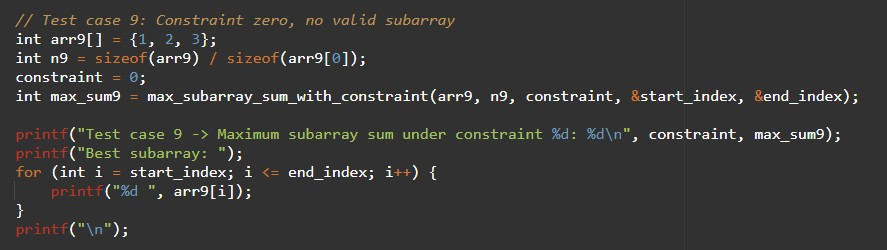 // Test case 9: Constraint zero, no valid subarray
int arr9[] = {1, 2, 3};
int n9 = sizeof(arr9) / sizeof(arr9[0]);
constraint = 0;
int max_sum9 = max_subarray_sum_with_constraint(arr9, n9, constraint, &start_index, &end_index);

printf("Test case 9 -> Maximum subarray sum under constraint %d: %d\n", constraint, max_sum9);
printf("Best subarray: ");
for (int i = start_index; i <= end_index; i++) {
    printf("%d ", arr9[i]);
}
printf("\n");